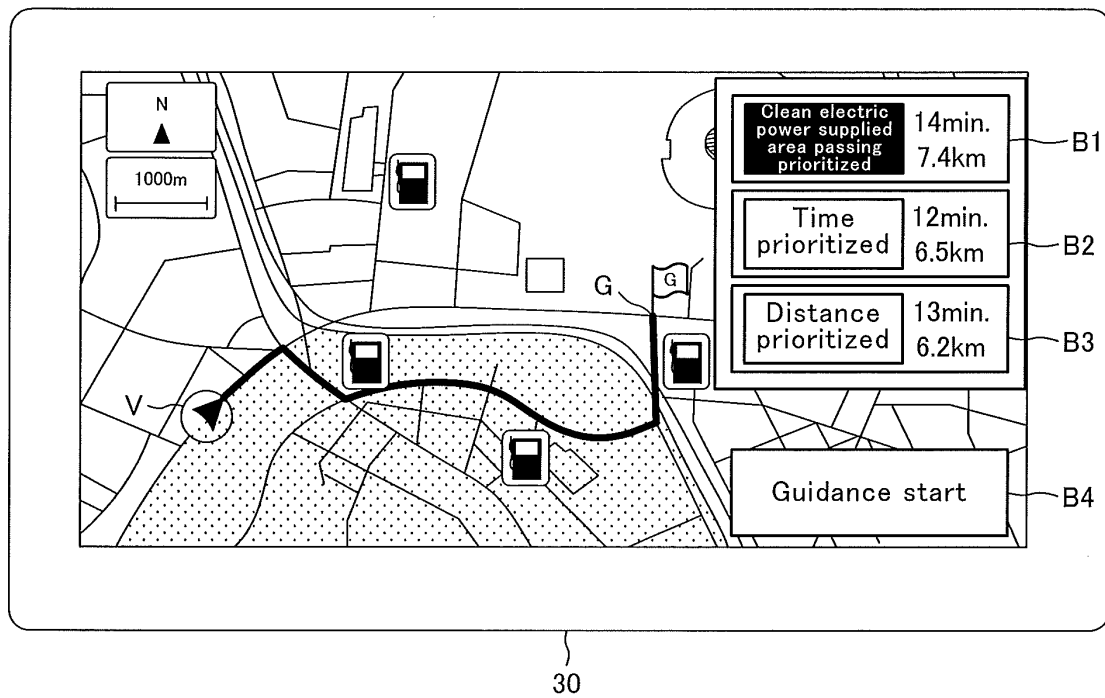 N
1000m
Clean electric
power supplied
area passing
prioritized
14min.
7.4km
B1
Time
prioritized
12min.
6.5km
B2
G
G
Distance
prioritized
13min.
6.2km
B3
V
Guidance start
B4
30